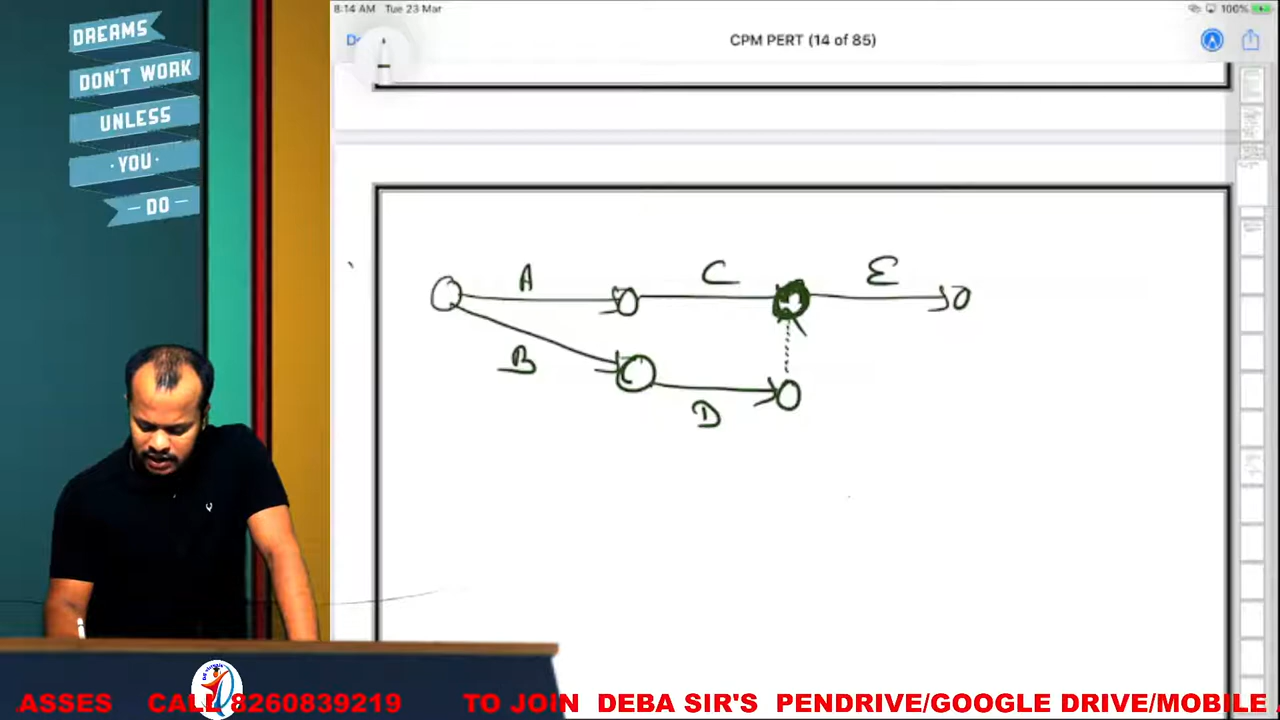 DREAMS
DON'T WORK
UNLESS
·YOU·
– DO –
8:14 AM Tue 23 Mar
100%
CPM PERT (14 of 85)
A
C
E
B
D
ASSES CALL 8260839219 TO JOIN DEBA SIR'S PENDRIVE/GOOGLE DRIVE/MOBILE